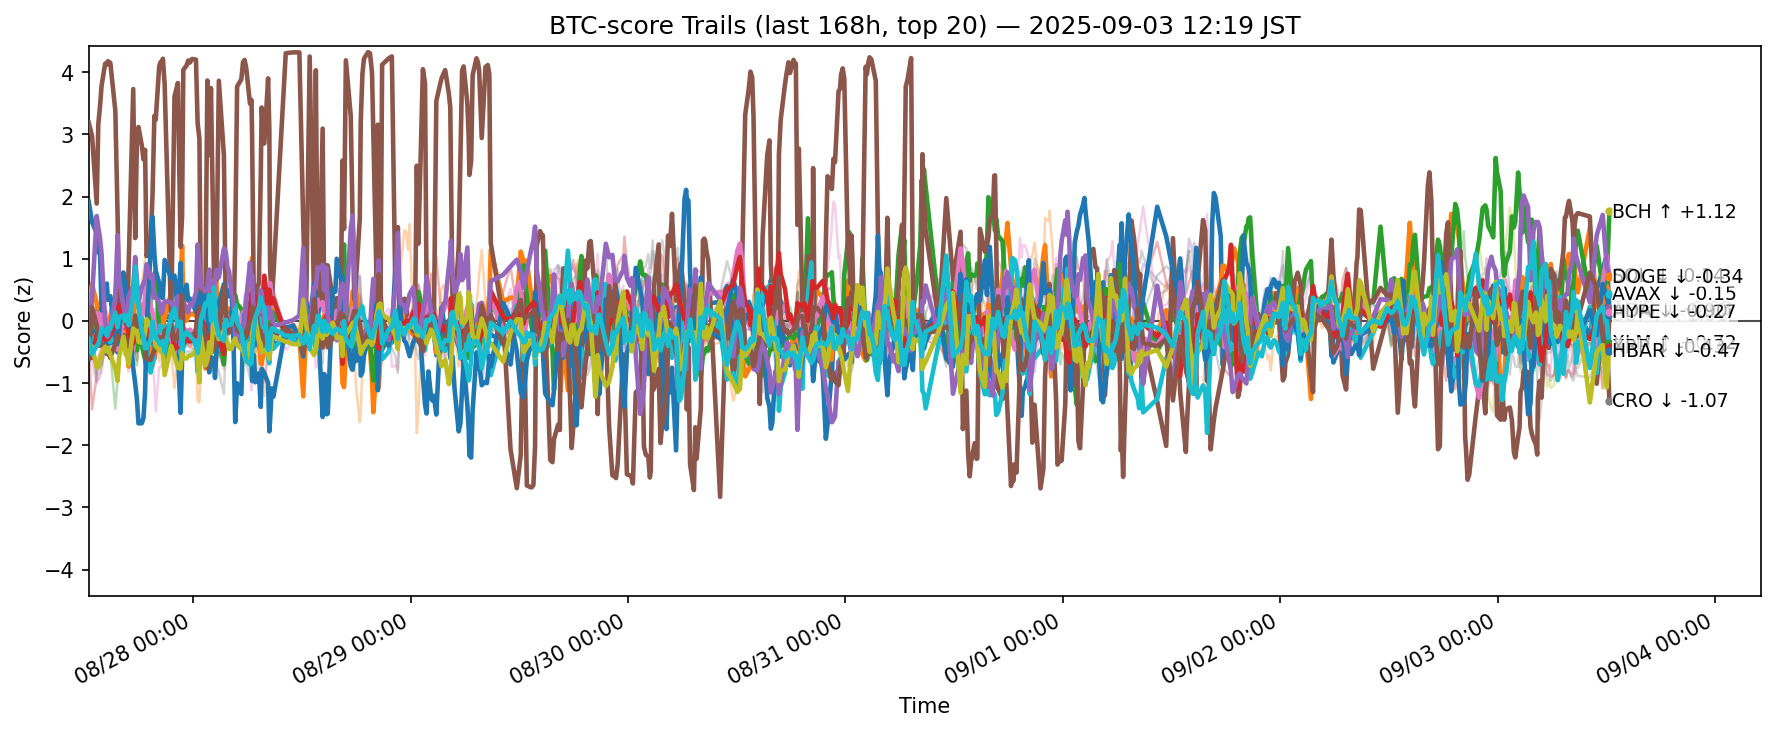 BTC-score Trails (last 168h, top 20) — 2025-09-03 12:19 JST
Score (z)
4
3
2
1
0
−1
−2
−3
−4
BCH ↑ +1.12
DOGE ↓ -0.34
AVAX ↓ -0.15
HYPE ↓ -0.27
HBAR ↓ -0.47
CRO ↓ -1.07
08/28 00:00
08/29 00:00
08/30 00:00
08/31 00:00
09/01 00:00
09/02 00:00
09/03 00:00
09/04 00:00
Time